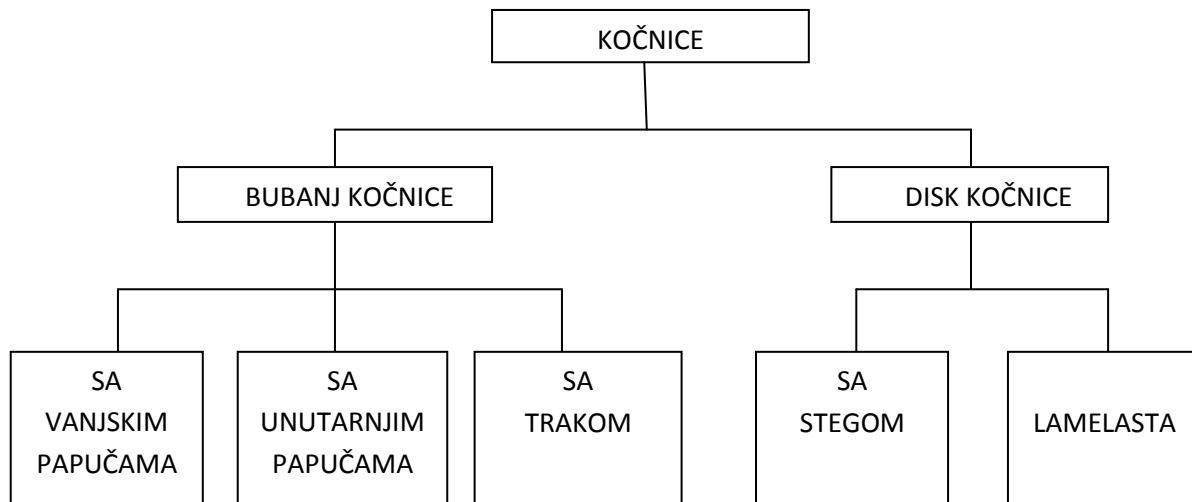 KOČNICE
BUBANJ KOČNICE
DISK KOČNICE
SA
VANJSKIM
PAPUČAMA
SA
UNUTARNJIM
PAPUČAMA
SA
TRAKOM
SA
STEGOM
LAMELASTA